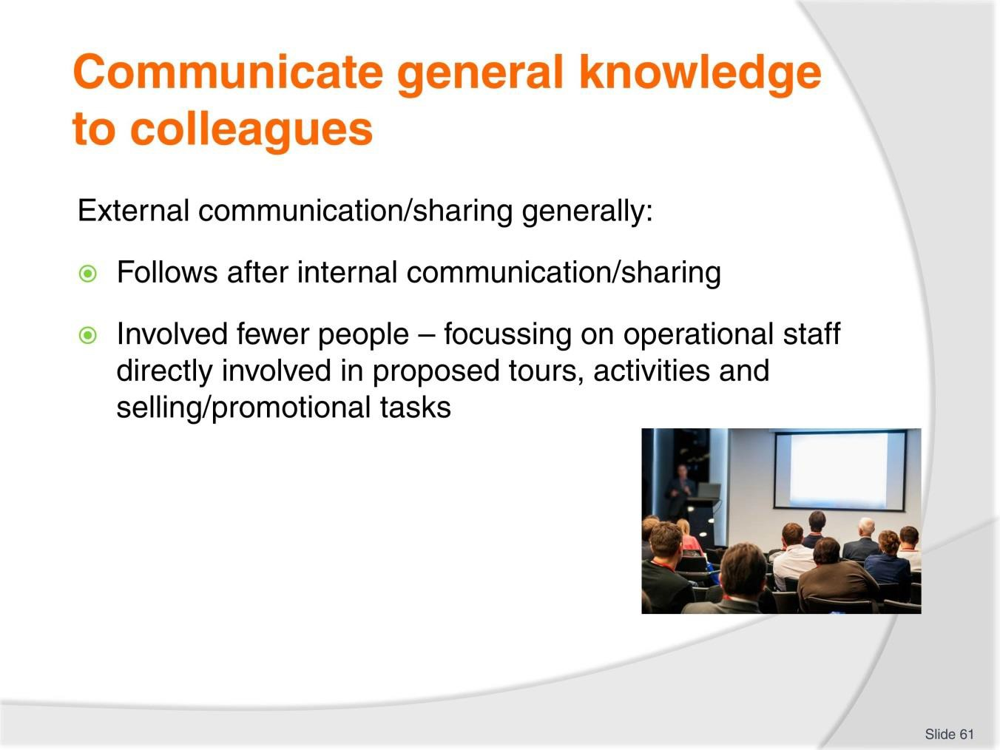 Communicate general knowledge
to colleagues
External communication/sharing generally:
Follows after internal communication/sharing
Involved fewer people – focussing on operational staff
directly involved in proposed tours, activities and
selling/promotional tasks
Slide 61